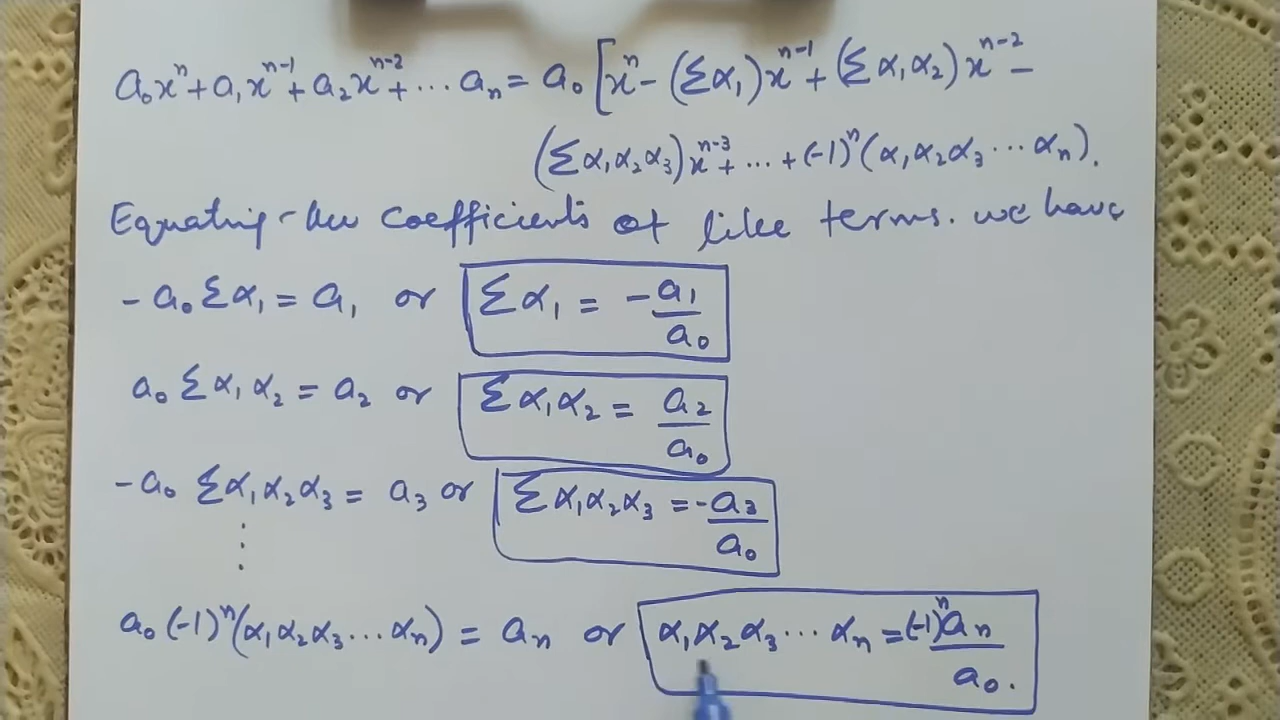 a₀xⁿ + a₁xⁿ⁻¹ + a₂xⁿ⁻² + ... aₙ = a₀ [xⁿ - (Σα₁)xⁿ⁻¹ + (Σα₁α₂)xⁿ⁻² -
(Σα₁α₂α₃)xⁿ⁻³ + ... + (-1)ⁿ(α₁α₂α₃...αₙ).
Equating the coefficients of like terms. we have
- a₀Σα₁ = a₁ or Σα₁ = -a₁/a₀
a₀Σα₁α₂ = a₂ or Σα₁α₂ = a₂/a₀
- a₀Σα₁α₂α₃ = a₃ or Σα₁α₂α₃ = -a₃/a₀
⋮
a₀(-1)ⁿ(α₁α₂α₃...αₙ) = aₙ or α₁α₂α₃...αₙ = (-1)ⁿaₙ/a₀.